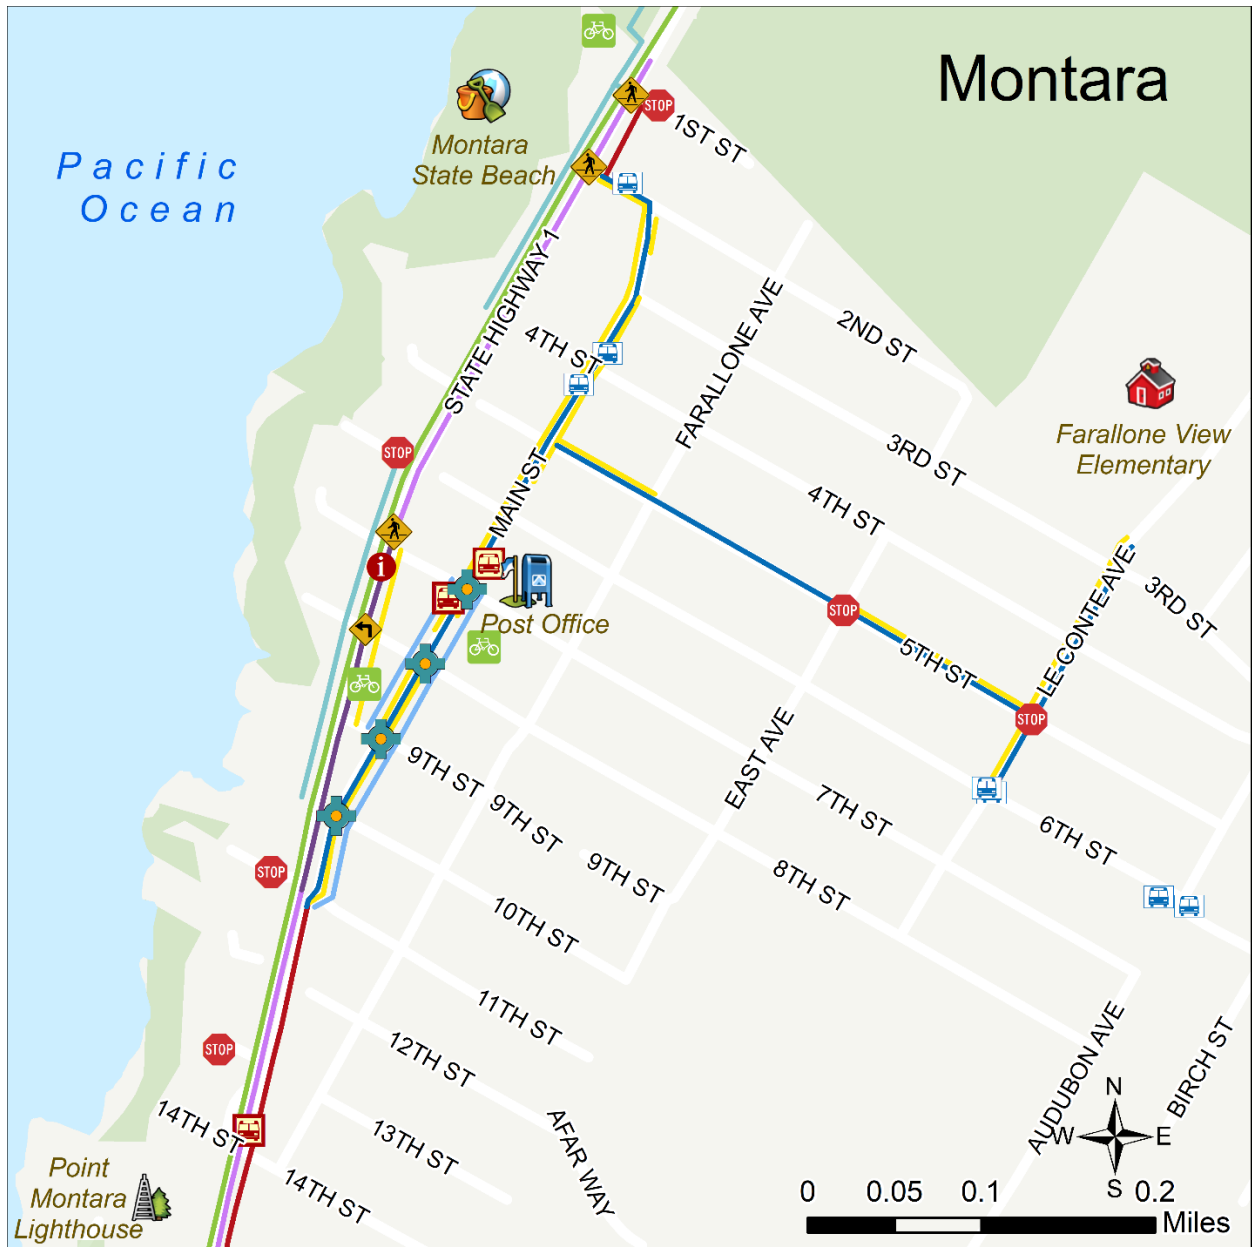 Montara
STOP
1ST ST
Montara
State Beach
Pacific
Ocean
STATE HIGHWAY 1
FARALLONE AVE
2ND ST
4TH ST
Farallone View
Elementary
3RD ST
STOP
MAIN ST
4TH ST
i
LE CONTE AVE
3RD ST
STOP
Post Office
5TH ST
STOP
EAST AVE
9TH ST
9TH ST
7TH ST
6TH ST
9TH ST
8TH ST
STOP
10TH ST
11TH ST
STOP
12TH ST
AUDUBON AVE
BIRCH ST
N
W
E
S
14TH ST
13TH ST
AFAR WAY
Point
Montara
Lighthouse
14TH ST
0 0.05 0.1 0.2
Miles